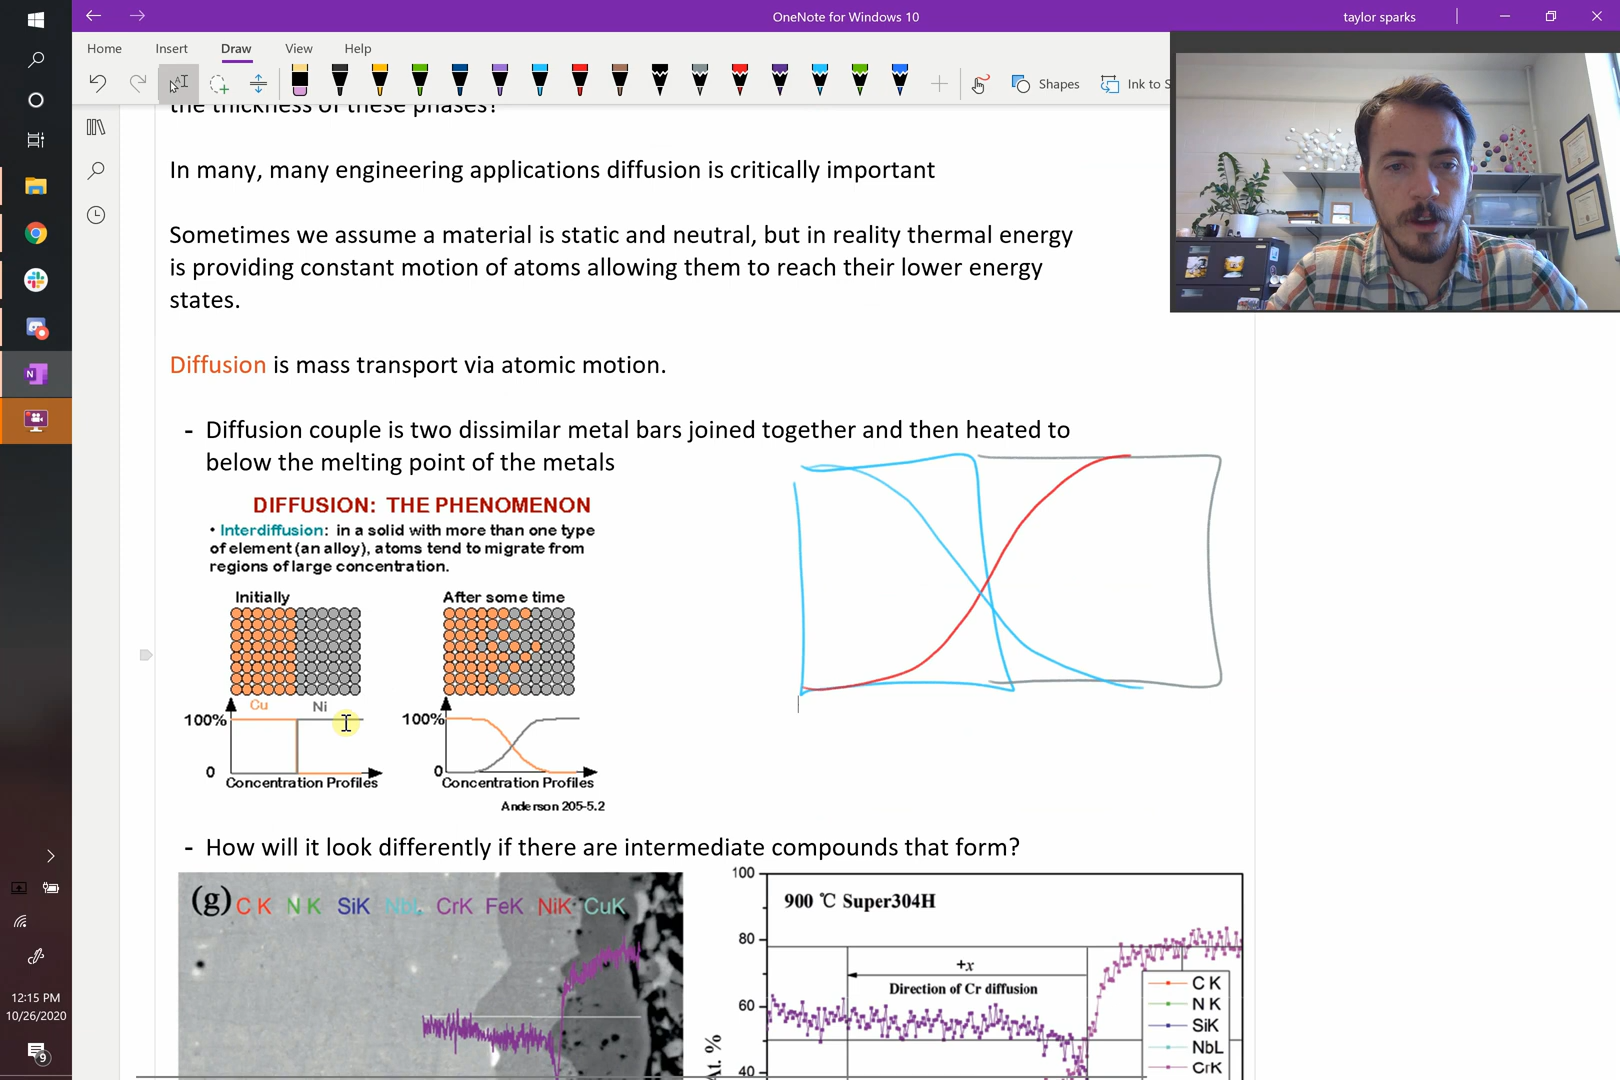 OneNote for Windows 10
taylor sparks
Home Insert Draw View Help
Shapes
Ink to S
the thickness of these phases?
In many, many engineering applications diffusion is critically important
Sometimes we assume a material is static and neutral, but in reality thermal energy
is providing constant motion of atoms allowing them to reach their lower energy
states.
Diffusion is mass transport via atomic motion.
- Diffusion couple is two dissimilar metal bars joined together and then heated to
below the melting point of the metals
DIFFUSION: THE PHENOMENON
• Interdiffusion: in a solid with more than one type
of element (an alloy), atoms tend to migrate from
regions of large concentration.
Initially
After some time
Cu
Ni
100%
0
Concentration Profiles
100%
0
Concentration Profiles
Anderson 205-5.2
- How will it look differently if there are intermediate compounds that form?
(g) C K N K SiK NbL CrK FeK NiK CuK
100
80
60
40
At. %
900 ℃ Super304H
+x
Direction of Cr diffusion
C K
N K
SiK
NbL
CrK
12:15 PM
10/26/2020
9